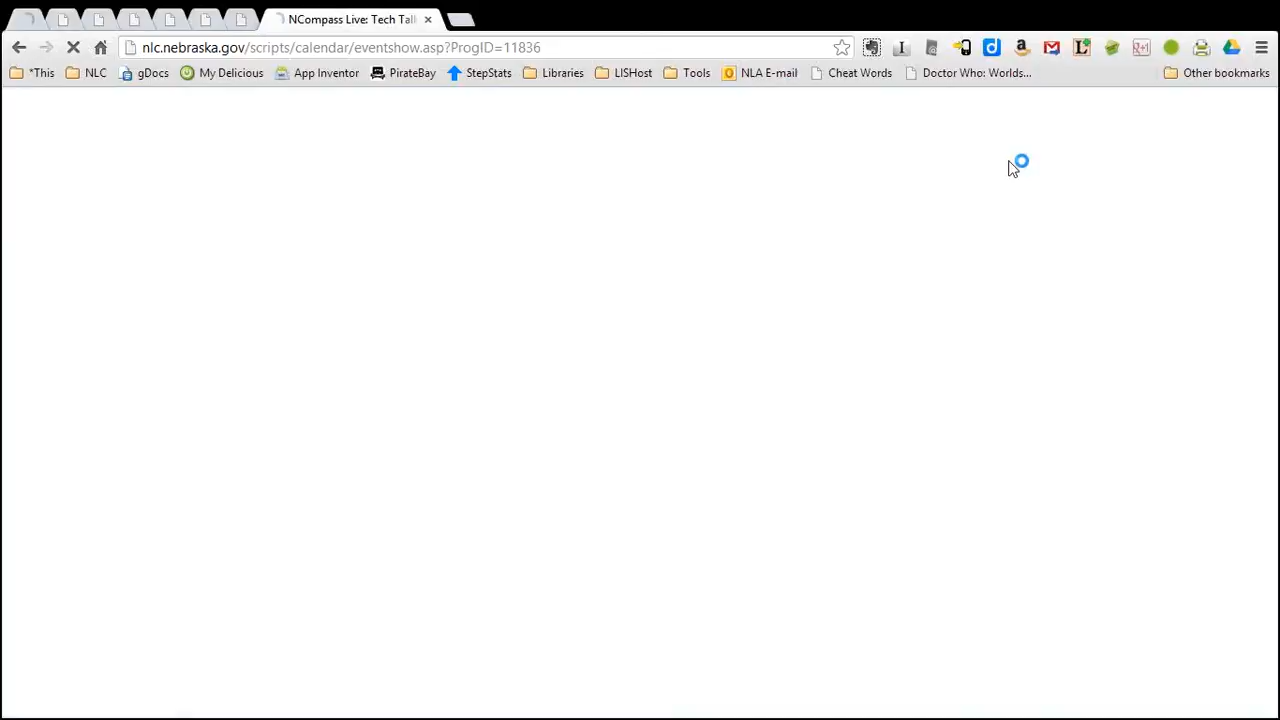 NCompass Live: Tech Tal
nlc.nebraska.gov/scripts/calendar/eventshow.asp?ProgID=11836
*This NLC gDocs My Delicious App Inventor PirateBay StepStats Libraries LISHost Tools NLA E-mail Cheat Words Doctor What Worlds... Other bookmarks